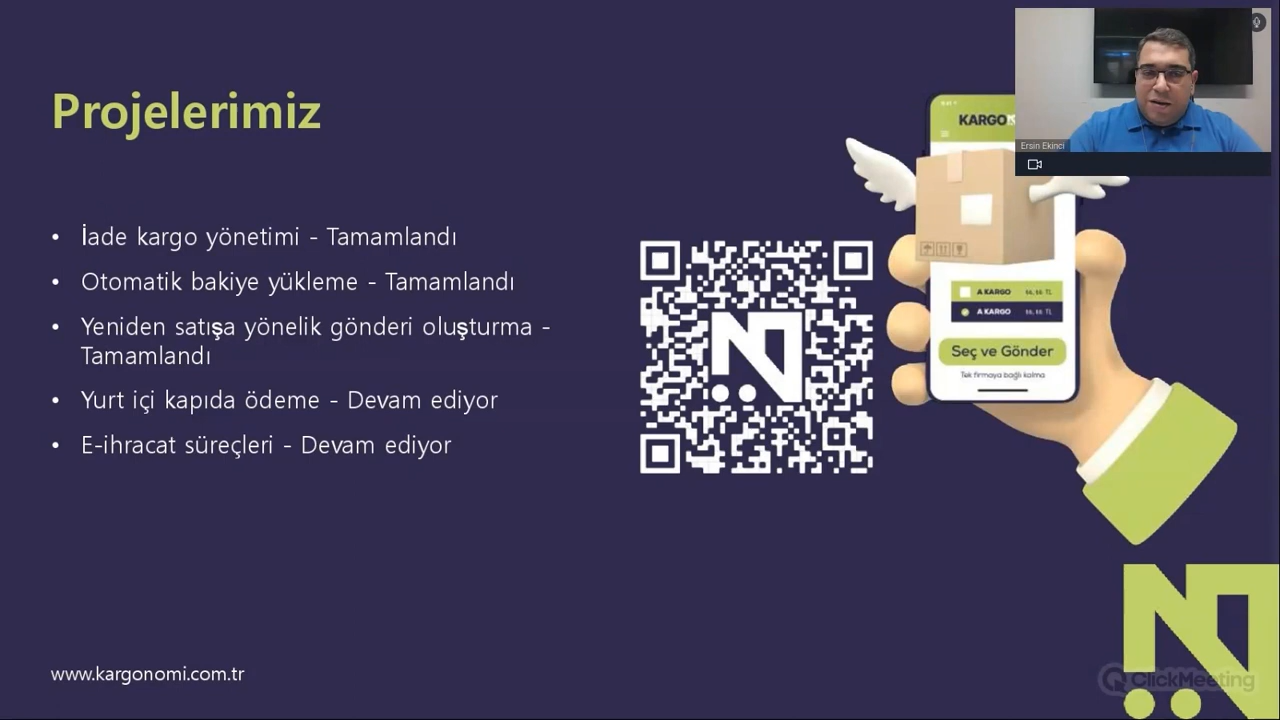 Projelerimiz
• İade kargo yönetimi - Tamamlandı
• Otomatik bakiye yükleme - Tamamlandı
• Yeniden satışa yönelik gönderi oluşturma -
Tamamlandı
• Yurt içi kapıda ödeme - Devam ediyor
• E-ihracat süreçleri - Devam ediyor
www.kargonomi.com.tr
Ersin Ekinci
KARGO
A KARGO
A KARGO
Seç ve Gönder
Tek firmaya bağlı kalma
ClickMeeting